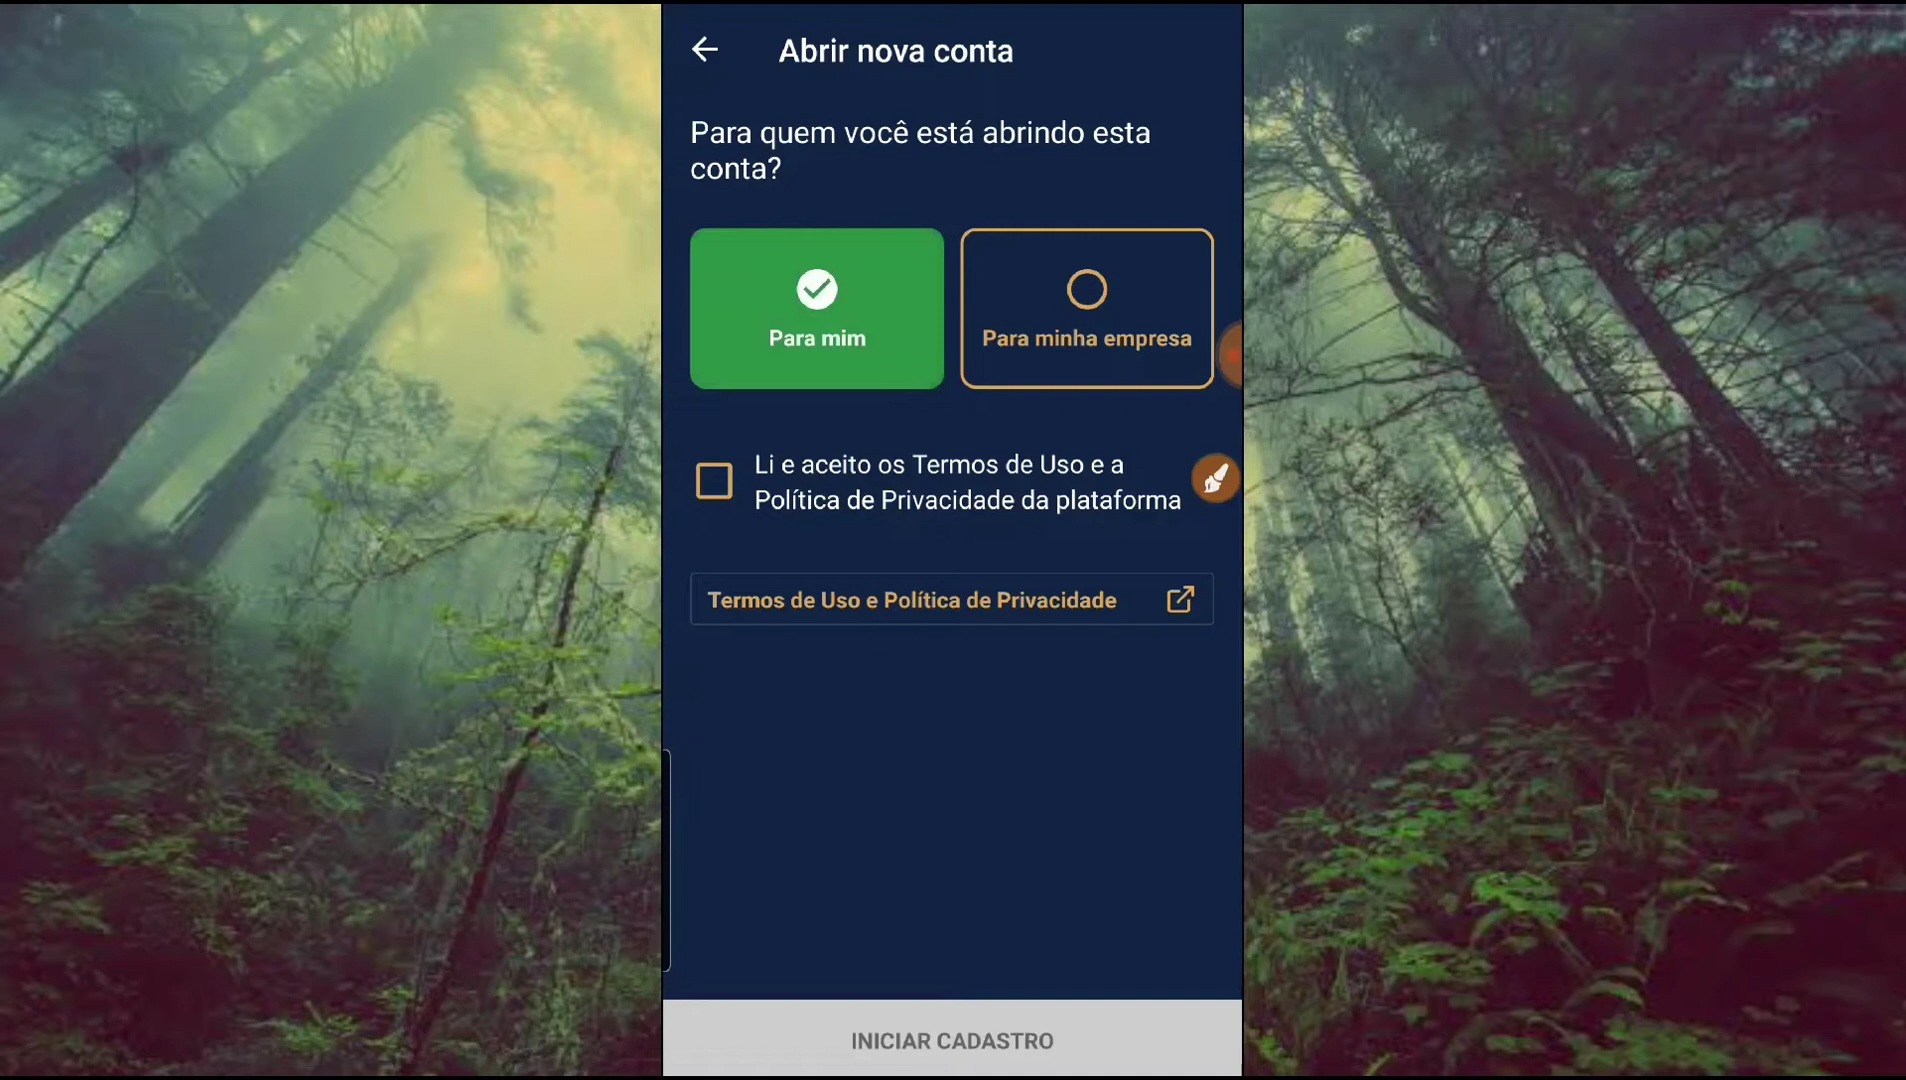 Abrir nova conta
Para quem você está abrindo esta
conta?
Para mim
Para minha empresa
Li e aceito os Termos de Uso e a
Política de Privacidade da plataforma
Termos de Uso e Política de Privacidade
INICIAR CADASTRO